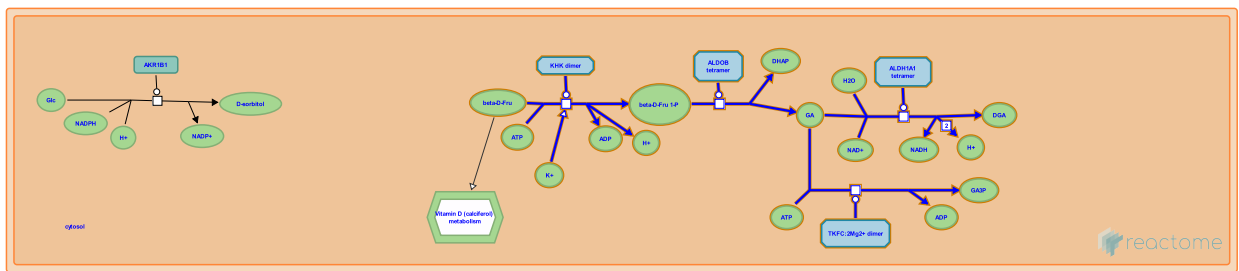 AKR1B1
Glc
NADPH
H+
NADP+
D-sorbitol
KHK dimer
beta-D-Fru
ATP
K+
ADP
H+
beta-D-Fru 1-P
ALDOB
tetramer
DHAP
GA
H2O
ALDH1A1
tetramer
NAD+
NADH
2
H+
DGA
ATP
TKFC:2Mg2+ dimer
ADP
GA3P
Vitamin D (calciferol)
metabolism
cytosol
reactome